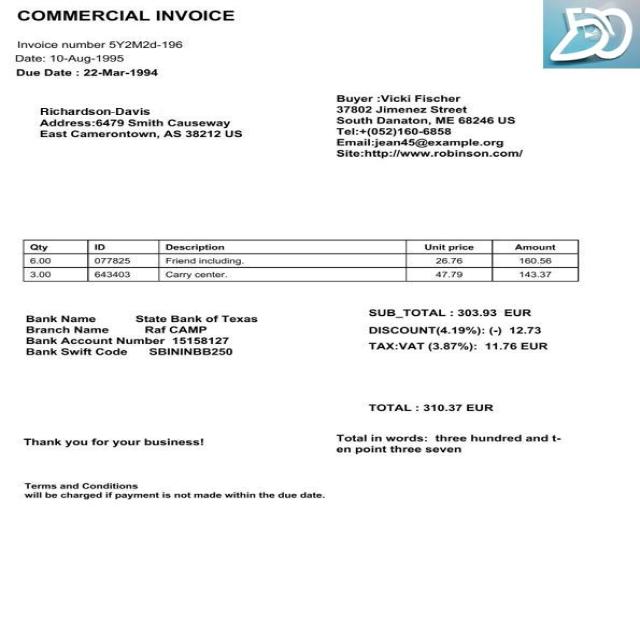 COMMERCIAL INVOICE
Invoice number 5Y2M2d-196
Date: 10-Aug-1995
Due Date : 22-Mar-1994
Richardson-Davis
Address:6479 Smith Causeway
East Camerontown, AS 38212 US
Buyer :Vicki Fischer
37802 Jimenez Street
South Danaton, ME 68246 US
Tel:+(052)160-6858
Email:jean45@example.org
Site:http://www.robinson.com/
Qty ID Description Unit price Amount
6.00 077825 Friend including. 26.76 160.56
3.00 643403 Carry center. 47.79 143.37
Bank Name State Bank of Texas
Branch Name Raf CAMP
Bank Account Number 15158127
Bank Swift Code SBININBB250
SUB_TOTAL : 303.93 EUR
DISCOUNT(4.19%): (-) 12.73
TAX:VAT (3.87%): 11.76 EUR
TOTAL : 310.37 EUR
Thank you for your business!
Total in words: three hundred and t-
en point three seven
Terms and Conditions
will be charged if payment is not made within the due date.